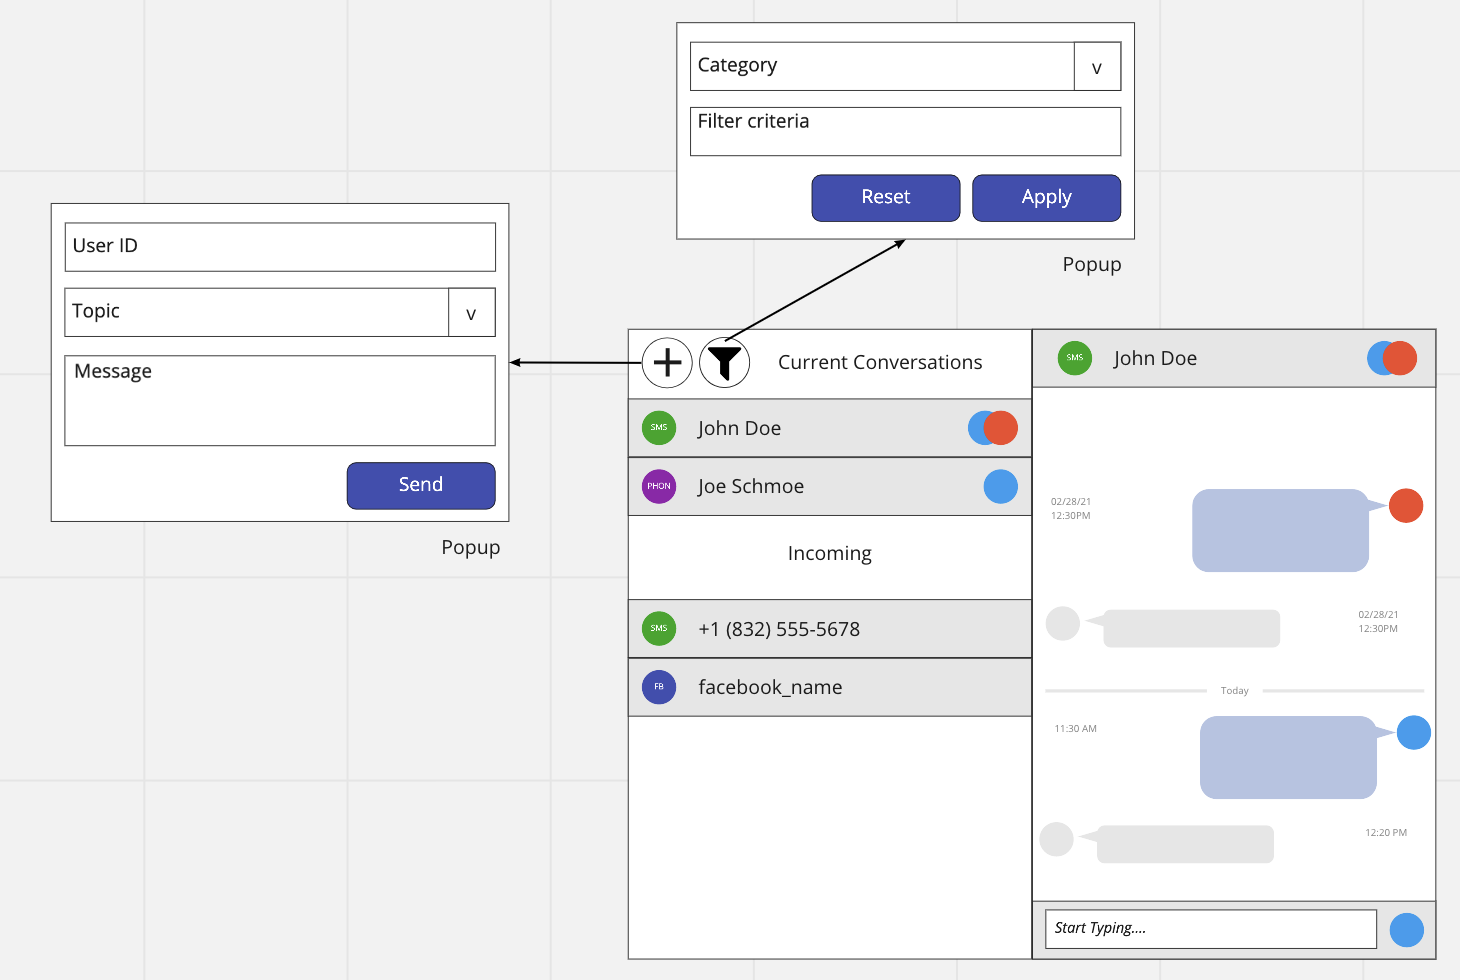 Category
v
Filter criteria
Reset
Apply
Popup
User ID
Topic
v
Message
Send
Popup
Current Conversations
SMS
John Doe
PHON
Joe Schmoe
Incoming
SMS
+1 (832) 555-5678
FB
facebook_name
SMS
John Doe
02/28/21
12:30PM
02/28/21
12:30PM
Today
11:30 AM
12:20 PM
Start Typing....